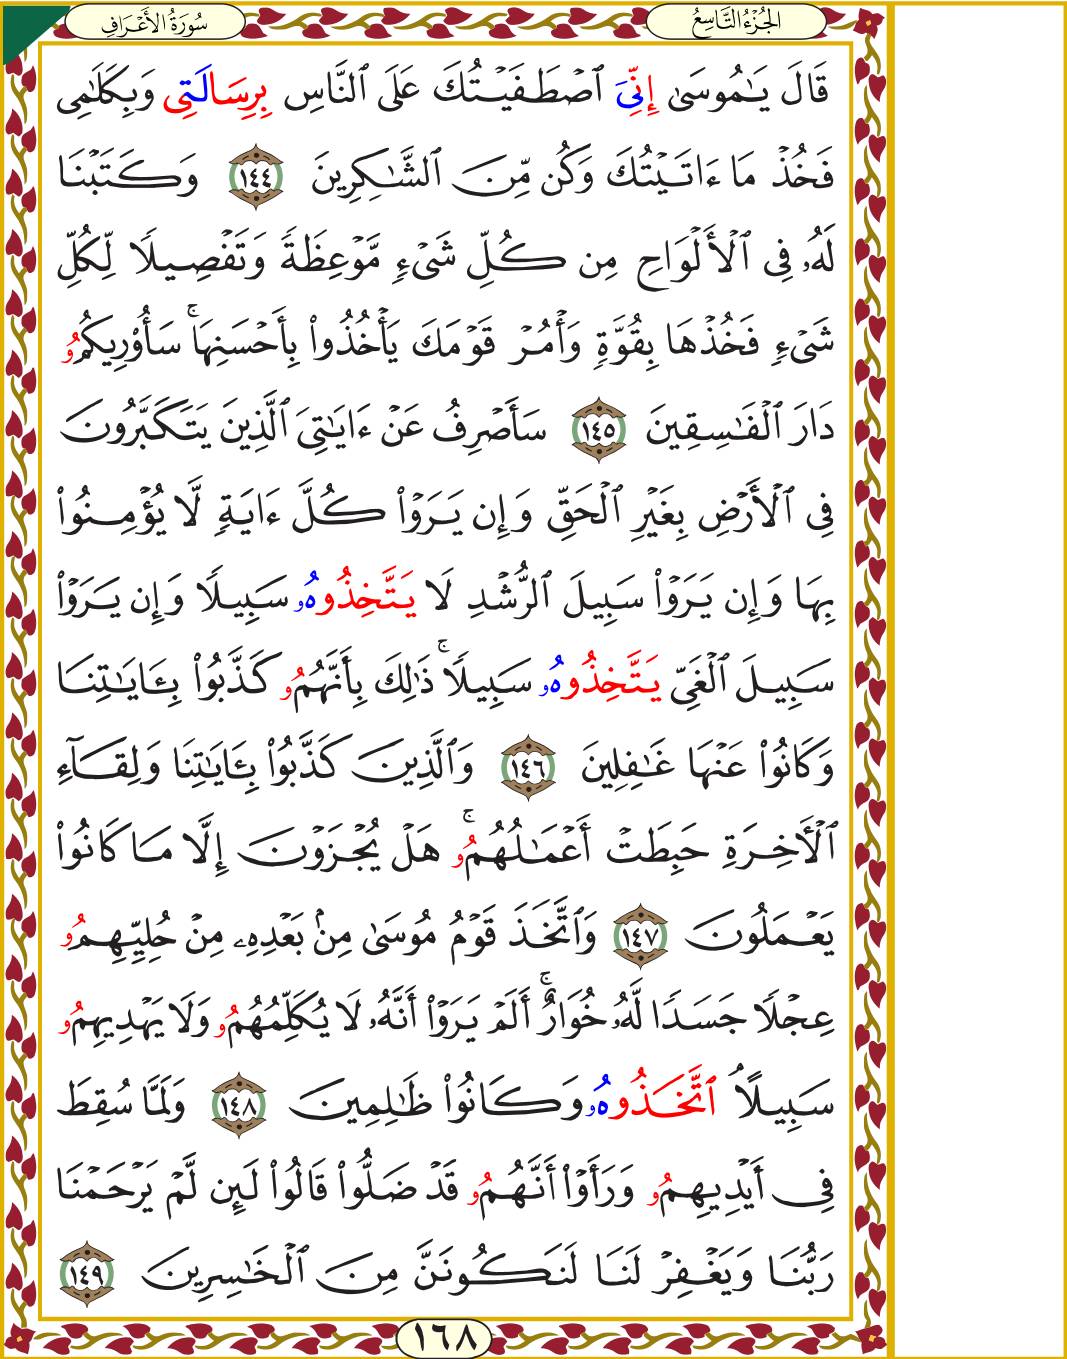 الجُزْءُ التَّاسِعُ
سُورَةُ الأَعْرَافِ
قَالَ يَٰمُوسَىٰ إِنِّيَ ٱصْطَفَيْتُكَ عَلَى ٱلنَّاسِ بِرِسَالَتِى وَبِكَلَٰمِى
فَخُذْ مَا ءَاتَيْتُكَ وَكُن مِّنَ ٱلشَّٰكِرِينَ ١٤٤ وَكَتَبْنَا
لَهُۥ فِى ٱلْأَلْوَاحِ مِن كُلِّ شَىْءٍ مَّوْعِظَةً وَتَفْصِيلًا لِّكُلِّ
شَىْءٍ فَخُذْهَا بِقُوَّةٍ وَأْمُرْ قَوْمَكَ يَأْخُذُوا۟ بِأَحْسَنِهَا ۚ سَأُو۟رِيكُمُۥ
دَارَ ٱلْفَٰسِقِينَ ١٤٥ سَأَصْرِفُ عَنْ ءَايَٰتِىَ ٱلَّذِينَ يَتَكَبَّرُونَ
فِى ٱلْأَرْضِ بِغَيْرِ ٱلْحَقِّ وَإِن يَرَوْا۟ كُلَّ ءَايَةٍ لَّا يُؤْمِنُوا۟
بِهَا وَإِن يَرَوْا۟ سَبِيلَ ٱلرُّشْدِ لَا يَتَّخِذُوهُۥ سَبِيلًا وَإِن يَرَوْا۟
سَبِيلَ ٱلْغَىِّ يَتَّخِذُوهُۥ سَبِيلًا ۚ ذَٰلِكَ بِأَنَّهُمُۥ كَذَّبُوا۟ بِـَٔايَٰتِنَا
وَكَانُوا۟ عَنْهَا غَٰفِلِينَ ١٤٦ وَٱلَّذِينَ كَذَّبُوا۟ بِـَٔايَٰتِنَا وَلِقَآءِ
ٱلْأَخِرَةِ حَبِطَتْ أَعْمَٰلُهُمُۥ ۚ هَلْ يُجْزَوْنَ إِلَّا مَا كَانُوا۟
يَعْمَلُونَ ١٤٧ وَٱتَّخَذَ قَوْمُ مُوسَىٰ مِنۢ بَعْدِهِۦ مِنْ حُلِيِّهِمُۥ
عِجْلًا جَسَدًا لَّهُۥ خُوَارٌ ۚ أَلَمْ يَرَوْا۟ أَنَّهُۥ لَا يُكَلِّمُهُمُۥ وَلَا يَهْدِيهِمُۥ
سَبِيلًا ۘ ٱتَّخَذُوهُۥ وَكَانُوا۟ ظَٰلِمِينَ ١٤٨ وَلَمَّا سُقِطَ
فِى أَيْدِيهِمُۥ وَرَأَوْا۟ أَنَّهُمُۥ قَدْ ضَلُّوا۟ قَالُوا۟ لَئِن لَّمْ يَرْحَمْنَا
رَبُّنَا وَيَغْفِرْ لَنَا لَنَكُونَنَّ مِنَ ٱلْخَٰسِرِينَ ١٤٩
١٦٨